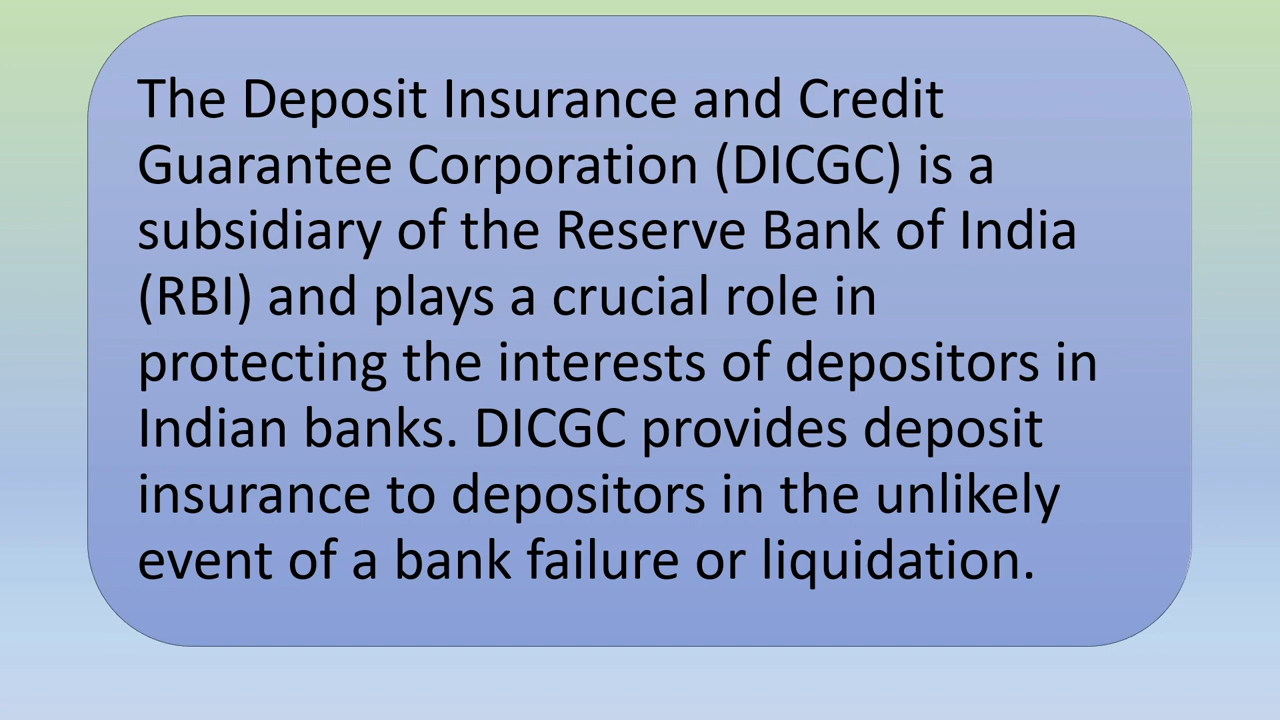 The Deposit Insurance and Credit
Guarantee Corporation (DICGC) is a
subsidiary of the Reserve Bank of India
(RBI) and plays a crucial role in
protecting the interests of depositors in
Indian banks. DICGC provides deposit
insurance to depositors in the unlikely
event of a bank failure or liquidation.